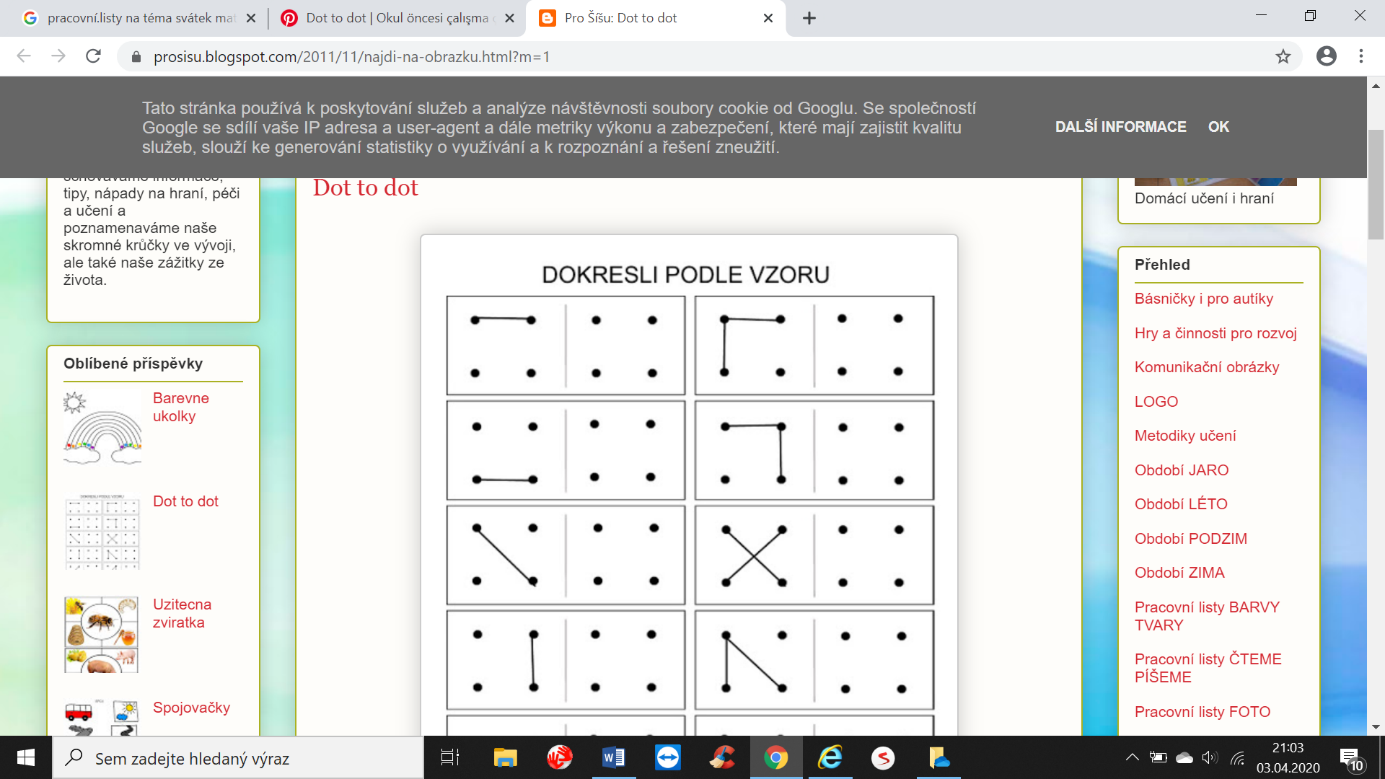 pracovní.listy na téma svátek mat
Dot to dot | Okul öncesi çalışma
Pro Šíšu: Dot to dot
prosisu.blogspot.com/2011/11/najdi-na-obrazku.html?m=1
Tato stránka používá k poskytování služeb a analýze návštěvnosti soubory cookie od Googlu. Se společností
Google se sdílí vaše IP adresa a user-agent a dále metriky výkonu a zabezpečení, které mají zajistit kvalitu
služeb, slouží ke generování statistiky o využívání a k rozpoznání a řešení zneužití.
DALŠÍ INFORMACE OK
tipy, nápady na hraní, péči
a učení a
poznamenaváme naše
skromné krůčky ve vývoji,
ale také naše zážitky ze
života.
Oblíbené příspěvky
Barevne
ukolky
Dot to dot
Uzitecna
zviratka
Spojovačky
Dot to dot
DOKRESLI PODLE VZORU
Domácí učení i hraní
Přehled
Básničky i pro autíky
Hry a činnosti pro rozvoj
Komunikační obrázky
LOGO
Metodiky učení
Období JARO
Období LÉTO
Období PODZIM
Období ZIMA
Pracovní listy BARVY
TVARY
Pracovní listy ČTEME
PÍŠEME
Pracovní listy FOTO
Sem zadejte hledaný výraz
21:03
03.04.2020
10